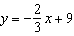 y = −2/3 x + 9